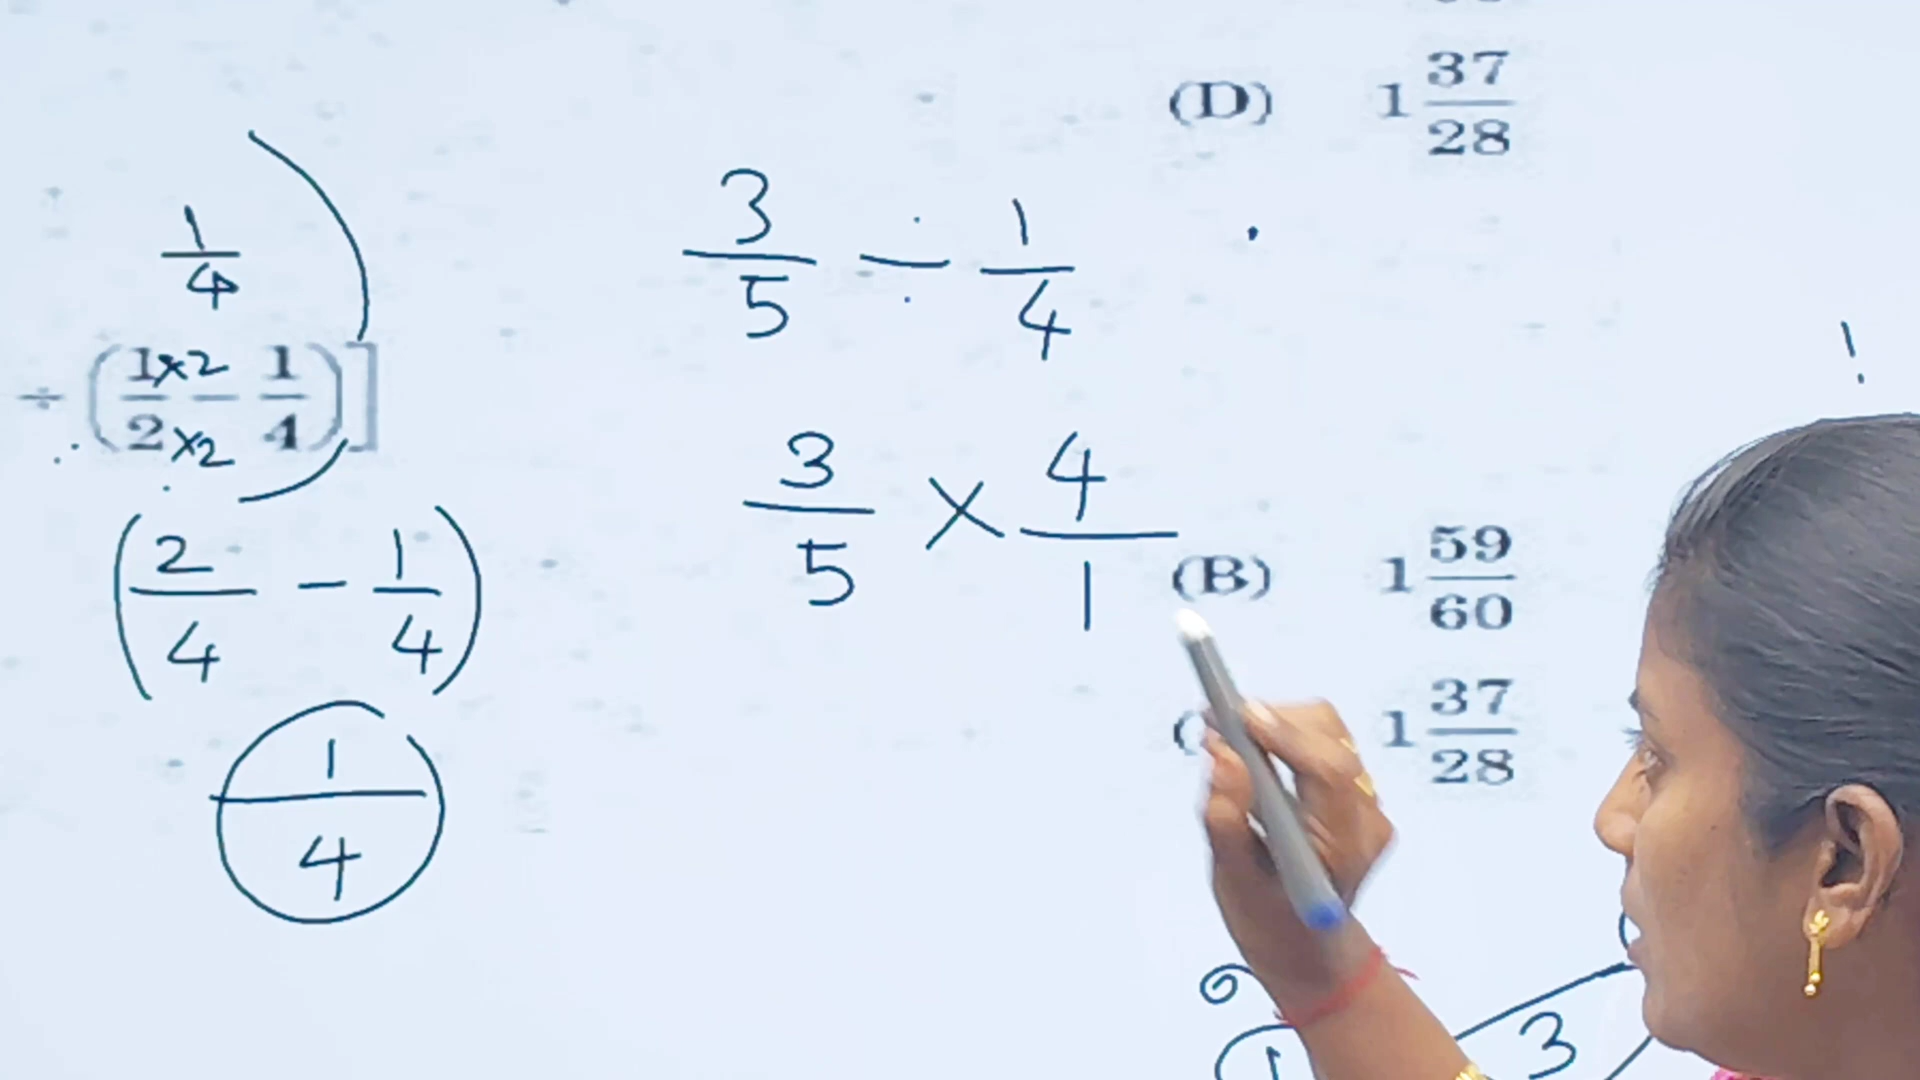 (D) 1 37/28
1/4
3/5 ÷ 1/4
÷ (1×2/2×2 − 1/4)]
3/5 × 4/1
(2/4 − 1/4)
(B) 1 59/60
( 1 37/28
1/4
3
1